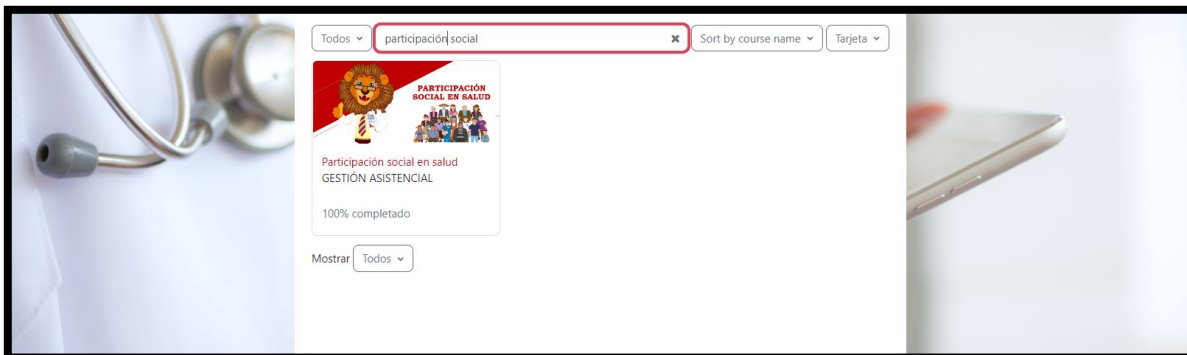 Todos participación social Sort by course name Tarjeta
PARTICIPACIÓN
SOCIAL EN SALUD
Participación social en salud
GESTIÓN ASISTENCIAL
100% completado
Mostrar Todos